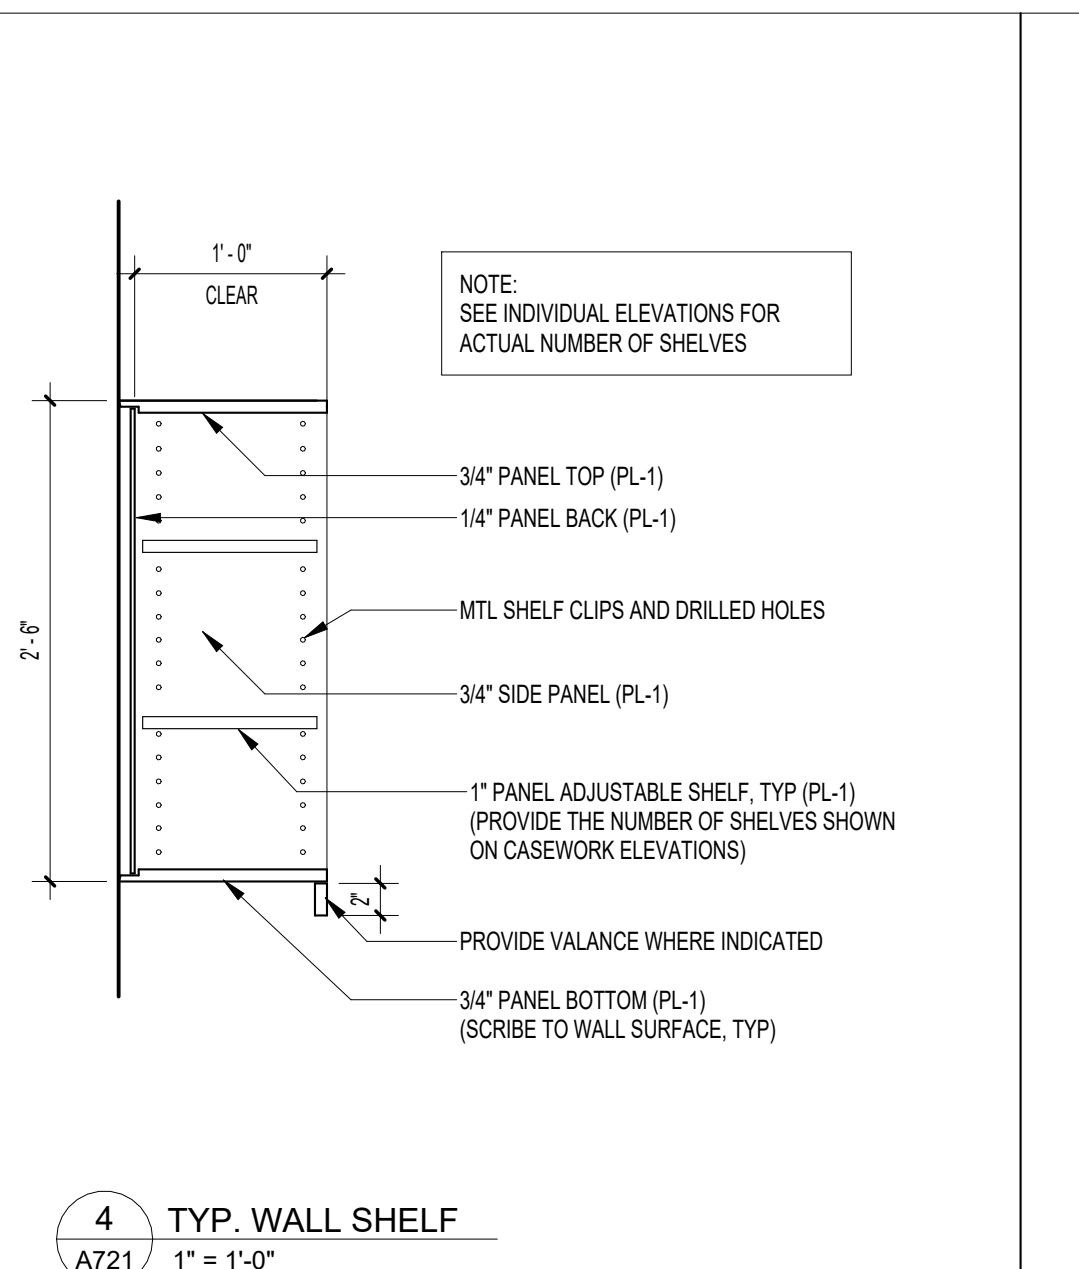 1' - 0"
CLEAR
NOTE:
SEE INDIVIDUAL ELEVATIONS FOR
ACTUAL NUMBER OF SHELVES
3/4" PANEL TOP (PL-1)
1/4" PANEL BACK (PL-1)
MTL SHELF CLIPS AND DRILLED HOLES
2' - 6"
3/4" SIDE PANEL (PL-1)
1" PANEL ADJUSTABLE SHELF, TYP (PL-1)
(PROVIDE THE NUMBER OF SHELVES SHOWN
ON CASEWORK ELEVATIONS)
2"
PROVIDE VALANCE WHERE INDICATED
3/4" PANEL BOTTOM (PL-1)
(SCRIBE TO WALL SURFACE, TYP)
4
TYP. WALL SHELF
A721
1" = 1'-0"